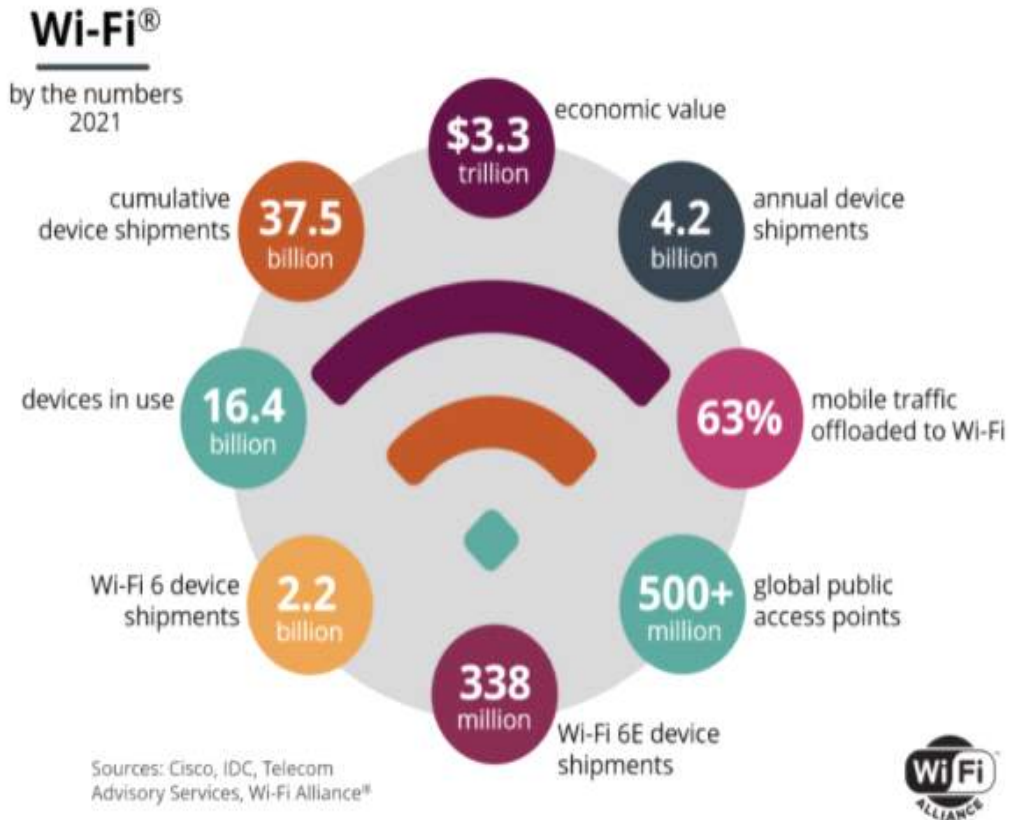 Wi-Fi®
by the numbers
2021
$3.3
trillion
economic value
cumulative
device shipments
37.5
billion
4.2
billion
annual device
shipments
devices in use
16.4
billion
63%
mobile traffic
offloaded to Wi-Fi
Wi-Fi 6 device
shipments
2.2
billion
500+
million
global public
access points
338
million
Wi-Fi 6E device
shipments
Sources: Cisco, IDC, Telecom
Advisory Services, Wi-Fi Alliance®
Wi Fi
ALLIANCE